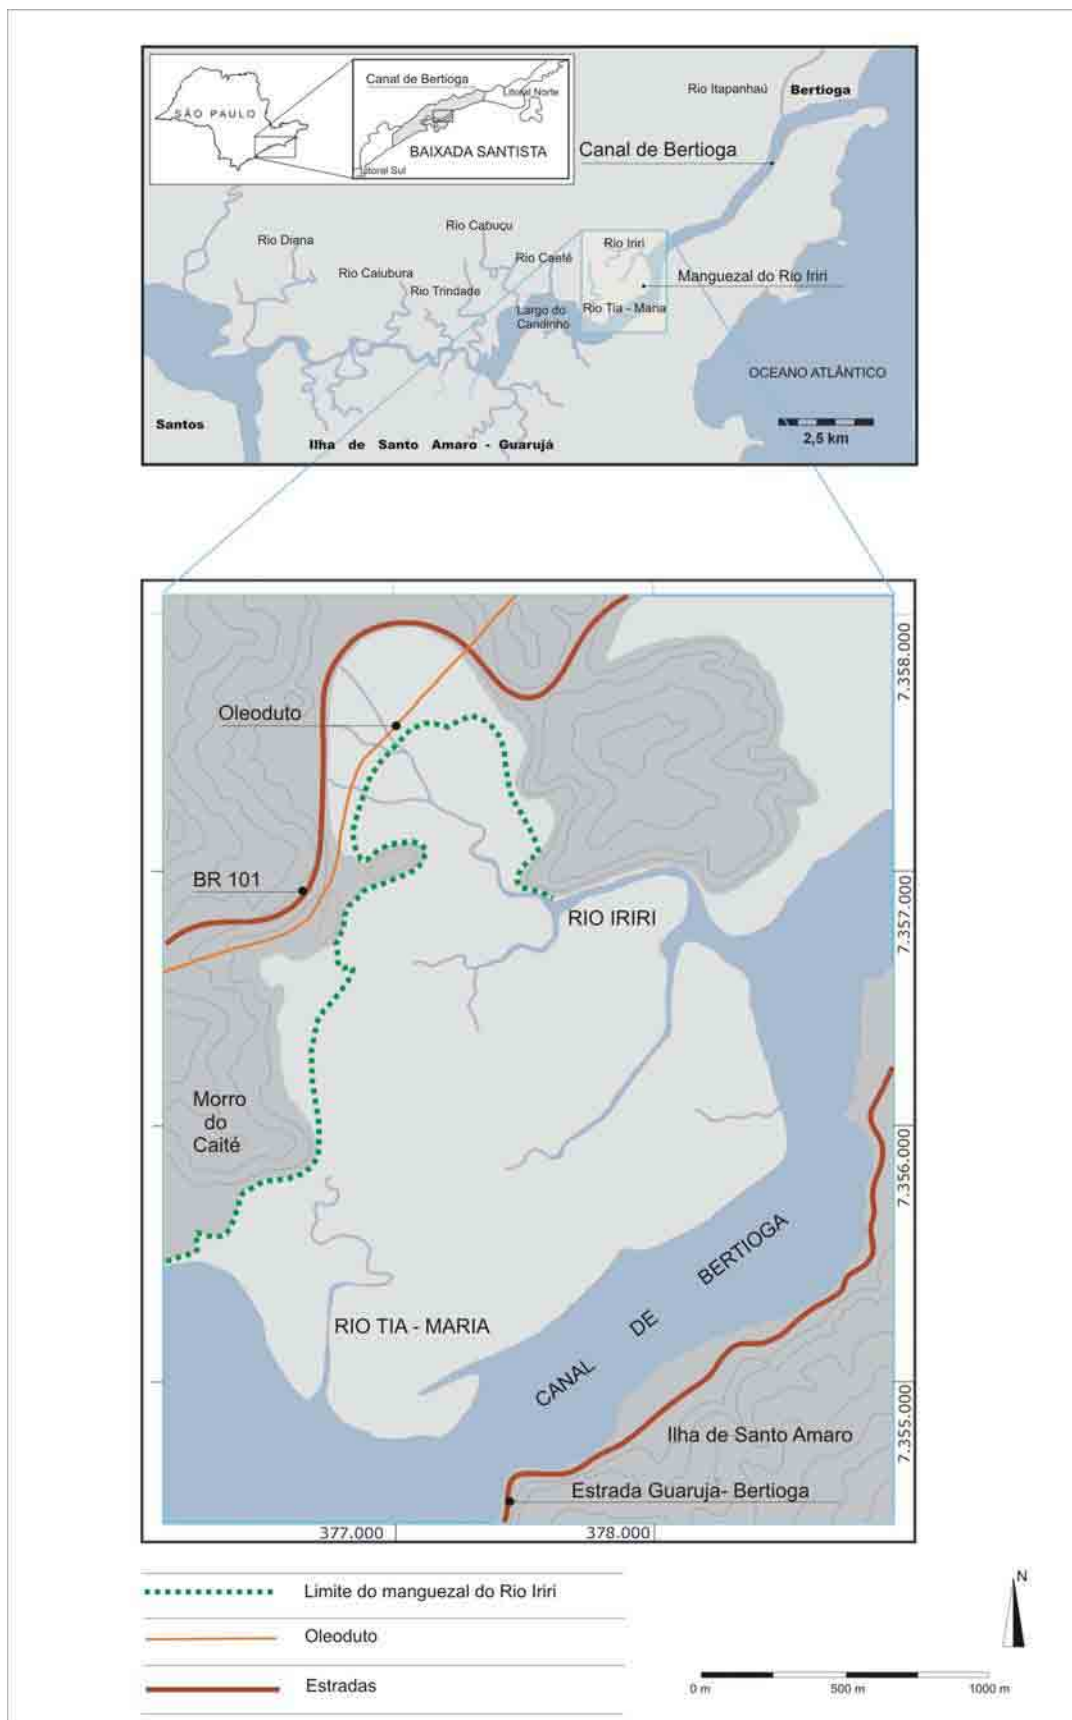 Canal de Bertioga
Litoral Norte
SÃO PAULO
BAIXADA SANTISTA
Litoral Sul
Rio Itapanhaú
Bertioga
Canal de Bertioga
Rio Cabuçu
Rio Diana
Rio Iriri
Rio Caeté
Rio Caiubura
Manguezal do Rio Iriri
Rio Trindade
Largo do
Candinho
Rio Tia - Maria
OCEANO ATLÂNTICO
Santos
2,5 km
Ilha de Santo Amaro - Guarujá
7.358.000
Oleoduto
BR 101
7.357.000
RIO IRIRI
Morro
do
Caité
7.356.000
CANAL DE BERTIOGA
RIO TIA - MARIA
7.355.000
Ilha de Santo Amaro
Estrada Guarujá- Bertioga
377.000
378.000
Limite do manguezal do Rio Iriri
Oleoduto
Estradas
N
0 m
500 m
1000 m